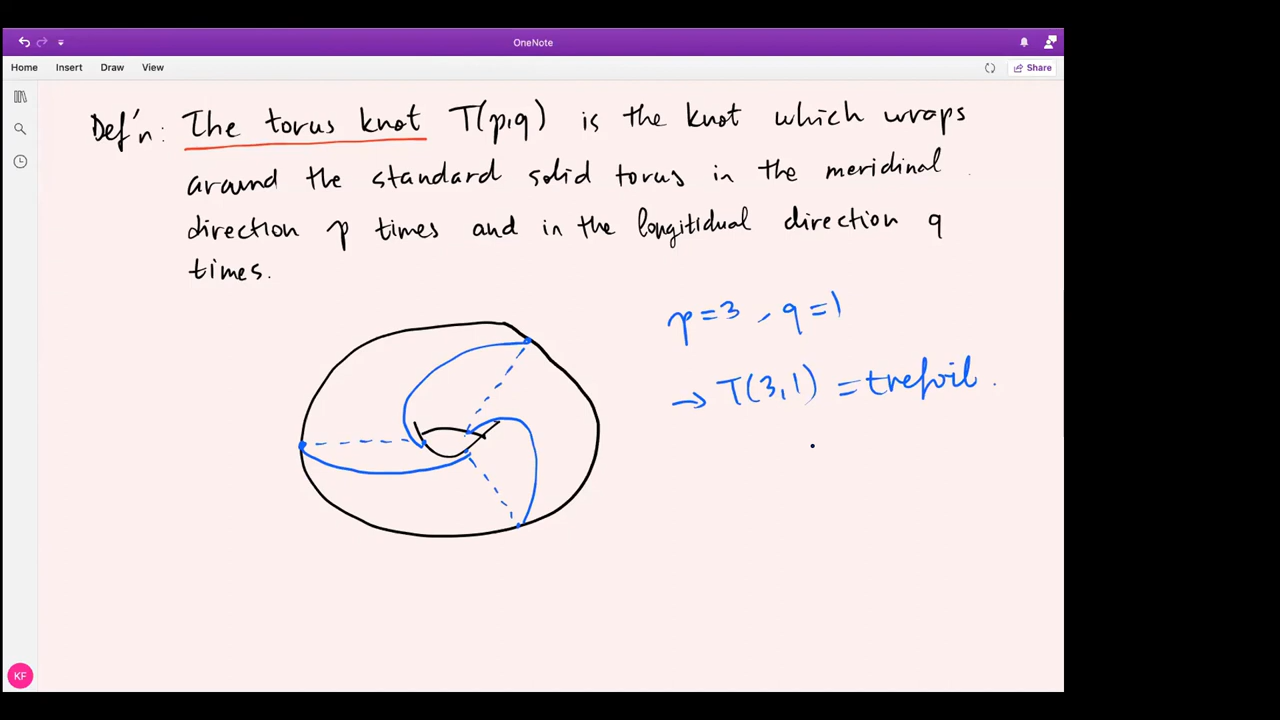 OneNote
Home Insert Draw View Share
Def'n: The torus knot T(p,q) is the knot which wraps
around the standard solid torus in the meridinal
direction p times and in the longitidual direction q
times.
p=3, q=1
→ T(3,1) = trefoil.
KF